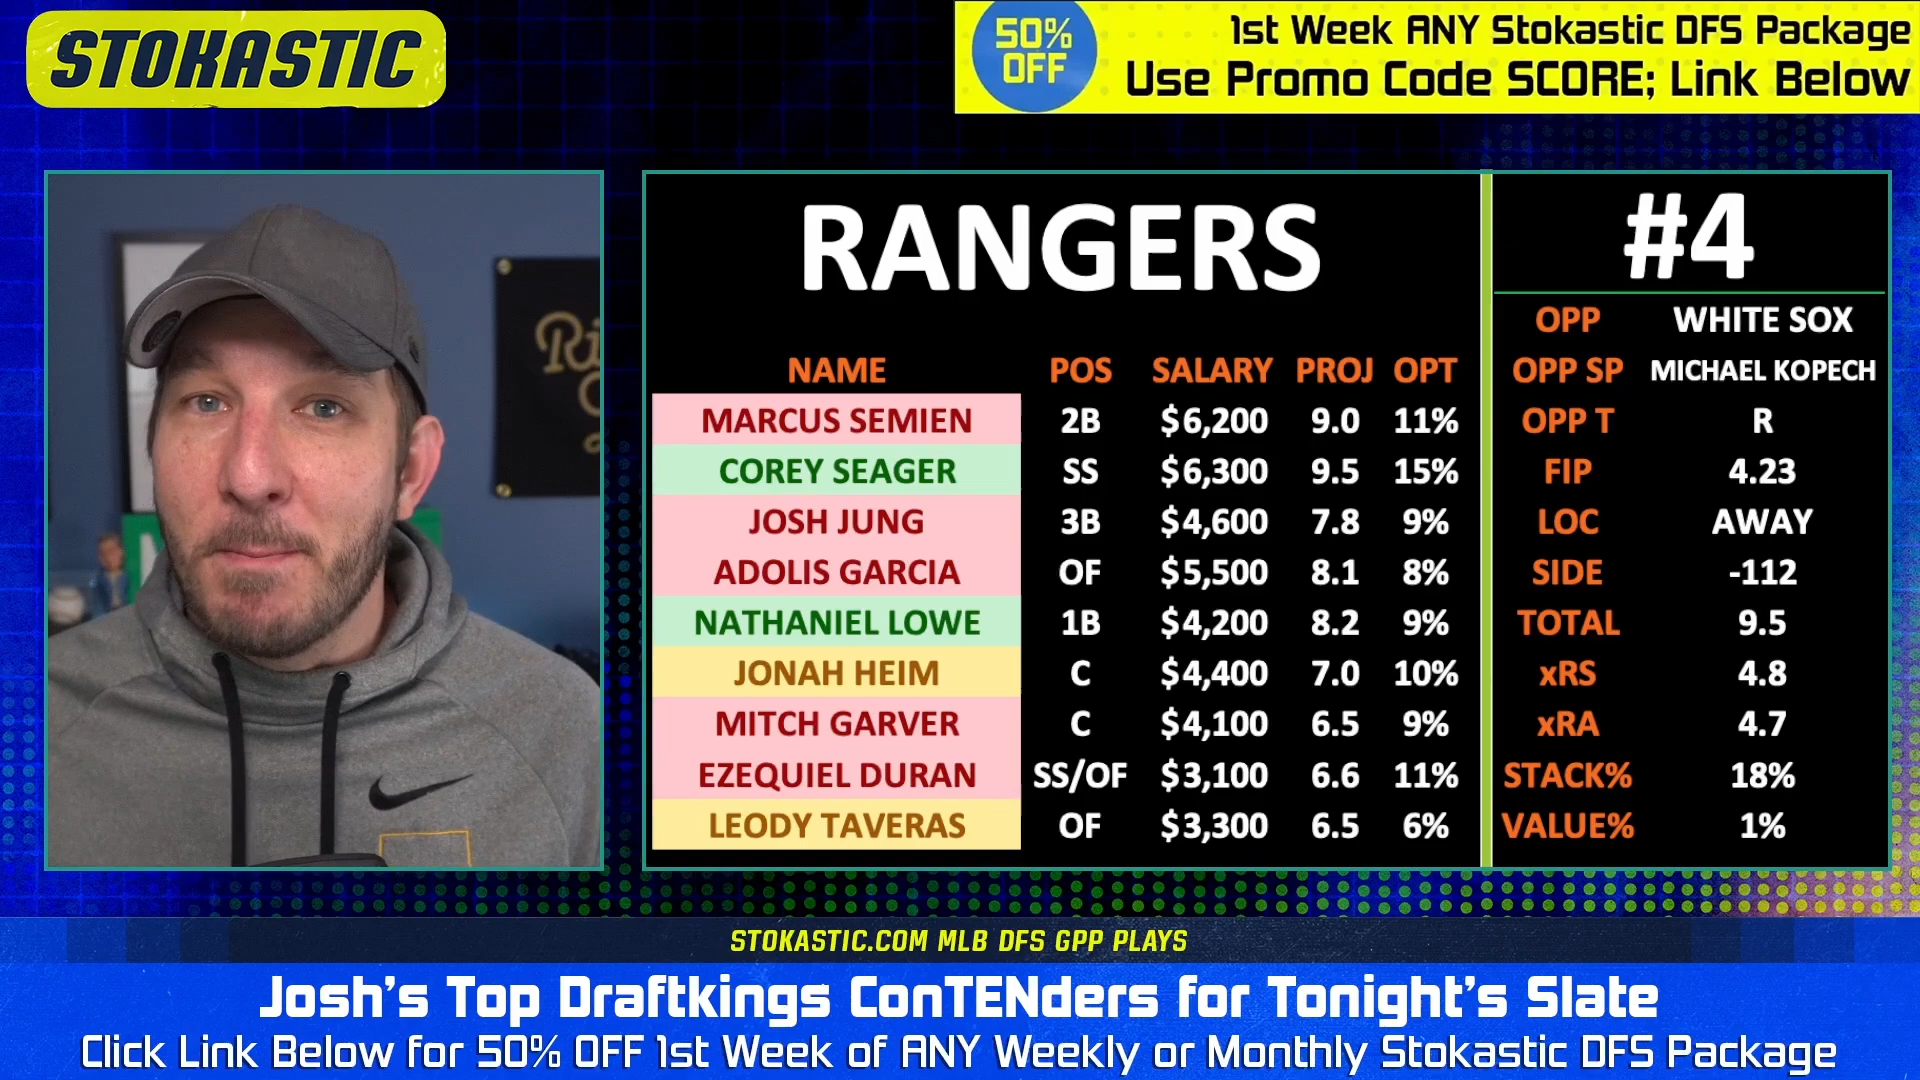 STOKASTIC
50%
OFF
1st Week ANY Stokastic DFS Package
Use Promo Code SCORE; Link Below
RANGERS
NAME POS SALARY PROJ OPT
MARCUS SEMIEN 2B $6,200 9.0 11%
COREY SEAGER SS $6,300 9.5 15%
JOSH JUNG 3B $4,600 7.8 9%
ADOLIS GARCIA OF $5,500 8.1 8%
NATHANIEL LOWE 1B $4,200 8.2 9%
JONAH HEIM C $4,400 7.0 10%
MITCH GARVER C $4,100 6.5 9%
EZEQUIEL DURAN SS/OF $3,100 6.6 11%
LEODY TAVERAS OF $3,300 6.5 6%
#4
OPP WHITE SOX
OPP SP MICHAEL KOPECH
OPP T R
FIP 4.23
LOC AWAY
SIDE -112
TOTAL 9.5
xRS 4.8
xRA 4.7
STACK% 18%
VALUE% 1%
STOKASTIC.COM MLB DFS GPP PLAYS
Josh's Top Draftkings ConTENders for Tonight's Slate
Click Link Below for 50% OFF 1st Week of ANY Weekly or Monthly Stokastic DFS Package